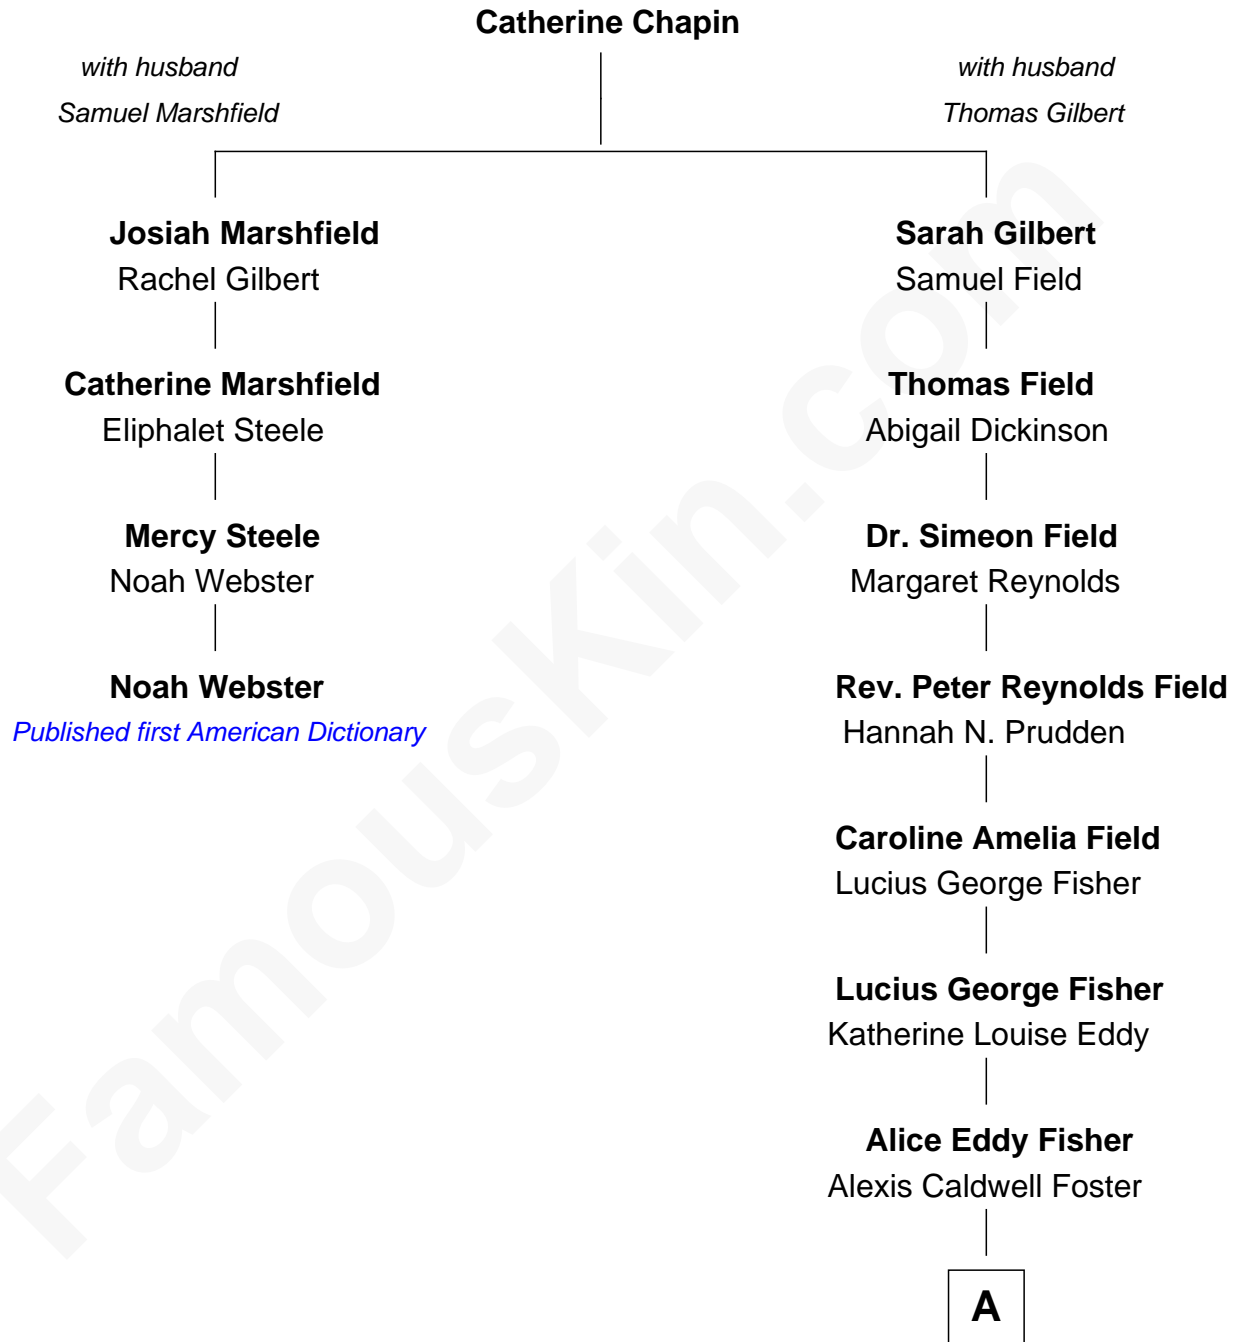 Catherine Chapin
with husband
Samuel Marshfield
with husband
Thomas Gilbert
Josiah Marshfield
Rachel Gilbert
Sarah Gilbert
Samuel Field
Catherine Marshfield
Eliphalet Steele
Thomas Field
Abigail Dickinson
Mercy Steele
Noah Webster
Dr. Simeon Field
Margaret Reynolds
Noah Webster
Published first American Dictionary
Rev. Peter Reynolds Field
Hannah N. Prudden
Caroline Amelia Field
Lucius George Fisher
Lucius George Fisher
Katherine Louise Eddy
Alice Eddy Fisher
Alexis Caldwell Foster
A
FamousKin.com